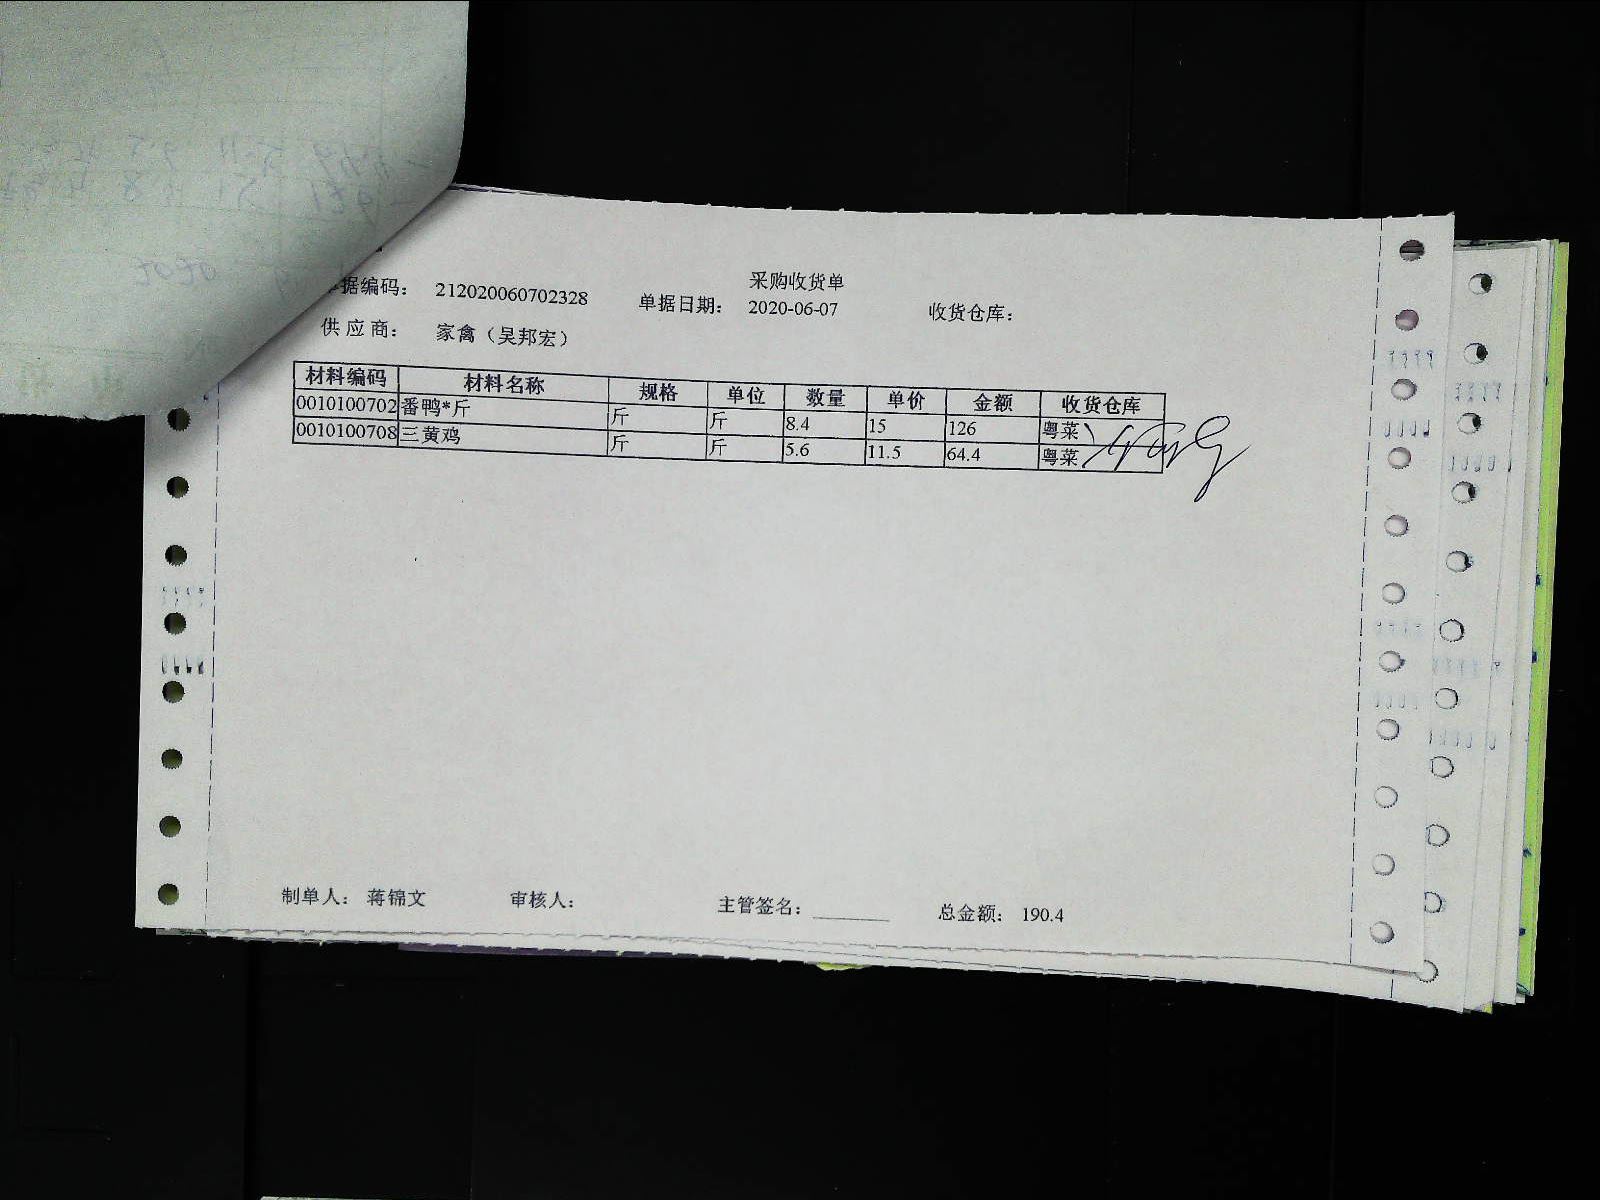 采购收货单
单据编码： 212020060702328 单据日期： 2020-06-07 收货仓库：
供 应 商： 家禽（吴邦宏）
材料编码 材料名称 规格 单位 数量 单价 金额 收货仓库
0010100702 番鸭*斤 斤 斤 8.4 15 126 粤菜
0010100708 三黄鸡 斤 斤 5.6 11.5 64.4 粤菜
制单人： 蒋锦文 审核人： 主管签名： ________ 总金额： 190.4